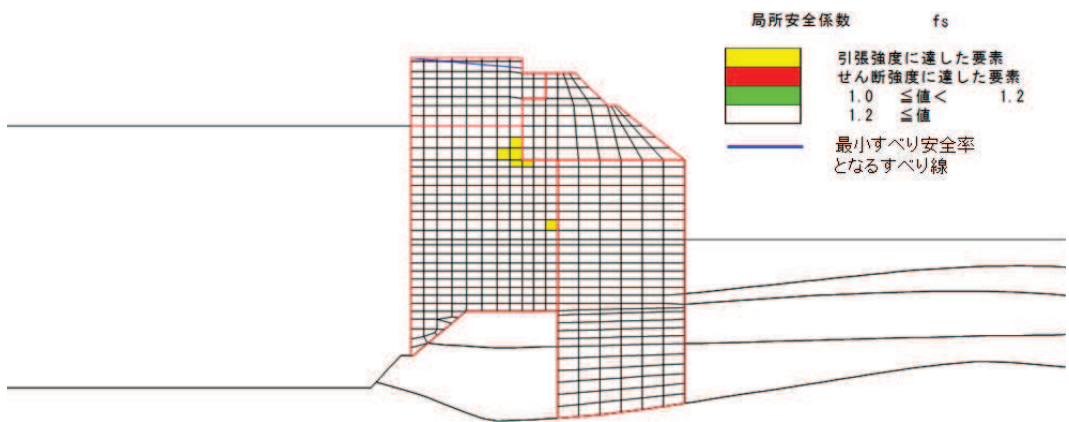 局所安全係数 fs
引張強度に達した要素
せん断強度に達した要素
1.0 ≦値< 1.2
1.2 ≦値
最小すべり安全率
となるすべり線